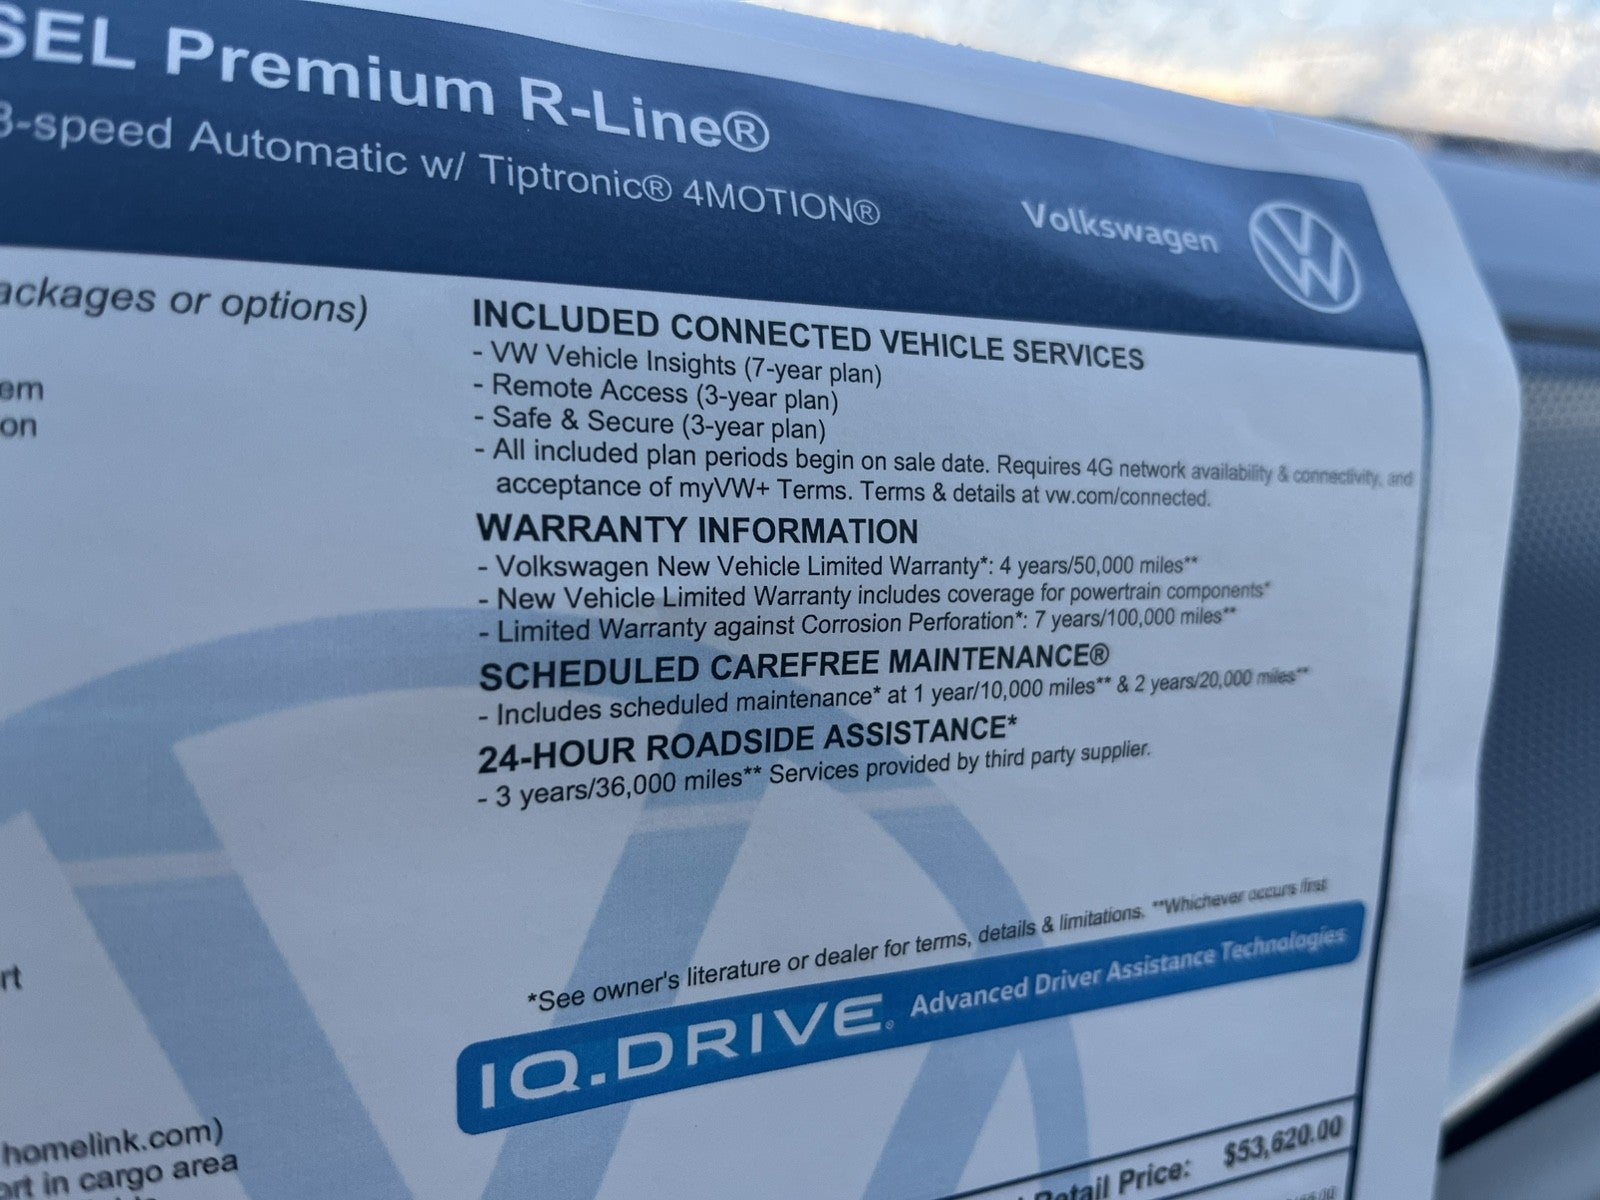 SEL Premium R-Line®
8-speed Automatic w/ Tiptronic® 4MOTION®
Volkswagen
ackages or options)
em
on
INCLUDED CONNECTED VEHICLE SERVICES
- VW Vehicle Insights (7-year plan)
- Remote Access (3-year plan)
- Safe & Secure (3-year plan)
- All included plan periods begin on sale date. Requires 4G network availability & connectivity, and
acceptance of myVW+ Terms. Terms & details at vw.com/connected.
WARRANTY INFORMATION
- Volkswagen New Vehicle Limited Warranty*: 4 years/50,000 miles**
- New Vehicle Limited Warranty includes coverage for powertrain components*
- Limited Warranty against Corrosion Perforation*: 7 years/100,000 miles**
SCHEDULED CAREFREE MAINTENANCE®
- Includes scheduled maintenance* at 1 year/10,000 miles** & 2 years/20,000 miles**
24-HOUR ROADSIDE ASSISTANCE*
- 3 years/36,000 miles** Services provided by third party supplier.
rt
*See owner's literature or dealer for terms, details & limitations. **Whichever occurs first
IQ.DRIVE® Advanced Driver Assistance Technologies
homelink.com)
ort in cargo area
Retail Price: $53,620.00